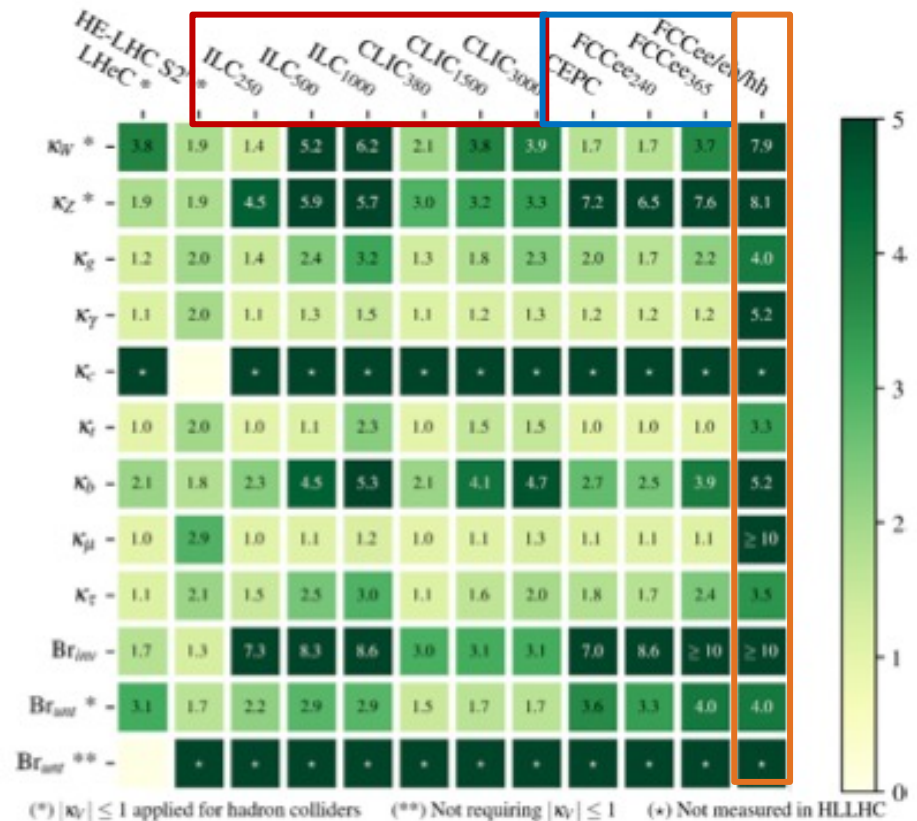 LHeC *
HE-LHC S2' *
ILC250
ILC500
ILC1000
CLIC380
CLIC1500
CLIC3000
CEPC
FCCee240
FCCee365
FCCee/eh/hh
κW * 3.8 1.9 1.4 5.2 6.2 2.1 3.8 3.9 1.7 1.7 3.7 7.9
κZ * 1.9 1.9 4.5 5.9 5.7 3.0 3.2 3.3 7.2 6.5 7.6 8.1
κg 1.2 2.0 1.4 2.4 3.2 1.3 1.8 2.3 2.0 1.7 2.2 4.0
κγ 1.1 2.0 1.1 1.3 1.5 1.1 1.2 1.3 1.2 1.2 1.2 5.2
κc ⋆ ⋆ ⋆ ⋆ ⋆ ⋆ ⋆ ⋆ ⋆ ⋆ ⋆
κt 1.0 2.0 1.0 1.1 2.3 1.0 1.5 1.5 1.0 1.0 1.0 3.3
κb 2.1 1.8 2.3 4.5 5.3 2.1 4.1 4.7 2.7 2.5 3.9 5.2
κμ 1.0 2.9 1.0 1.1 1.2 1.0 1.1 1.3 1.1 1.1 1.1 ≥ 10
κτ 1.1 2.1 1.5 2.5 3.0 1.1 1.6 2.0 1.8 1.7 2.4 3.5
Brinv 1.7 1.3 7.3 8.3 8.6 3.0 3.1 3.1 7.0 8.6 ≥ 10 ≥ 10
Brunt * 3.1 1.7 2.2 2.9 2.9 1.5 1.7 1.7 3.6 3.3 4.0 4.0
Brunt ** ⋆ ⋆ ⋆ ⋆ ⋆ ⋆ ⋆ ⋆ ⋆ ⋆ ⋆
5
4
3
2
1
0
(*) |κV| ≤ 1 applied for hadron colliders (**) Not requiring |κV| ≤ 1 (⋆) Not measured in HLLHC